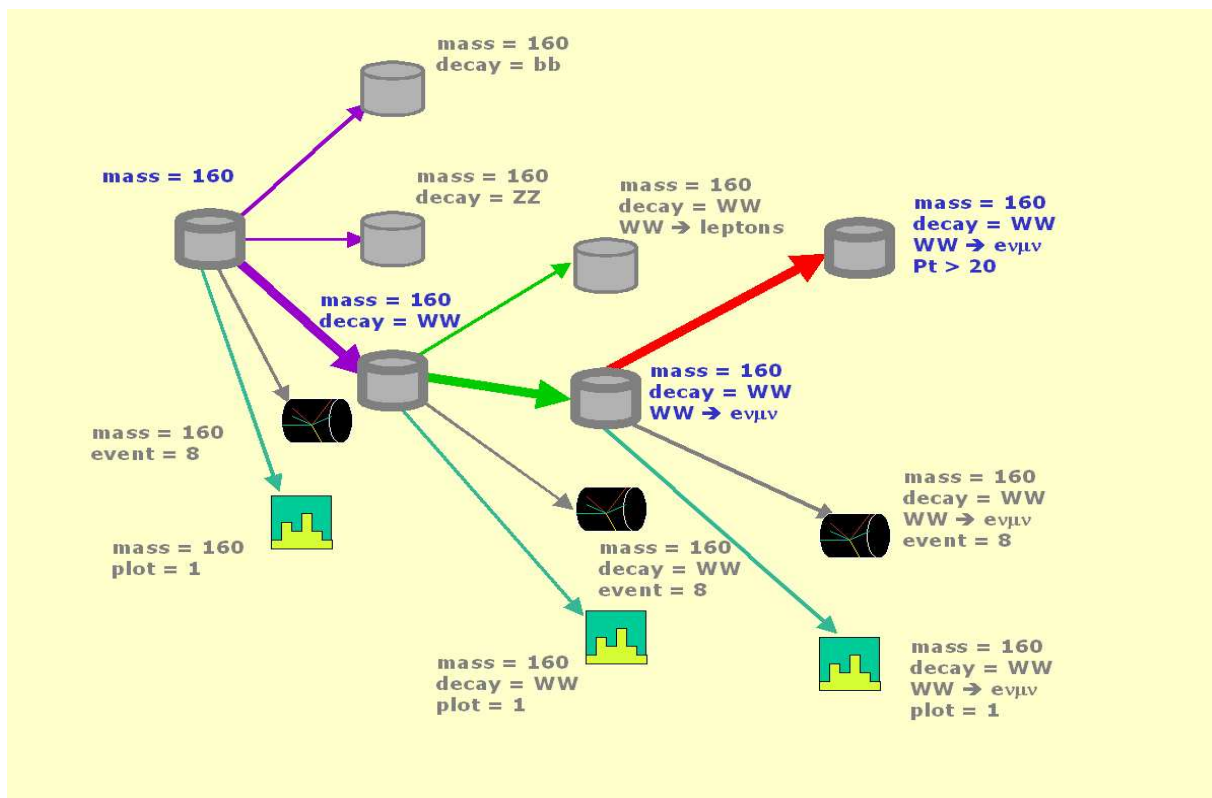 mass = 160
decay = bb
mass = 160
mass = 160
decay = ZZ
mass = 160
decay = WW
WW ➔ leptons
mass = 160
decay = WW
WW ➔ eνμν
Pt > 20
mass = 160
decay = WW
mass = 160
decay = WW
WW ➔ eνμν
mass = 160
event = 8
mass = 160
decay = WW
WW ➔ eνμν
event = 8
mass = 160
plot = 1
mass = 160
decay = WW
event = 8
mass = 160
decay = WW
plot = 1
mass = 160
decay = WW
WW ➔ eνμν
plot = 1